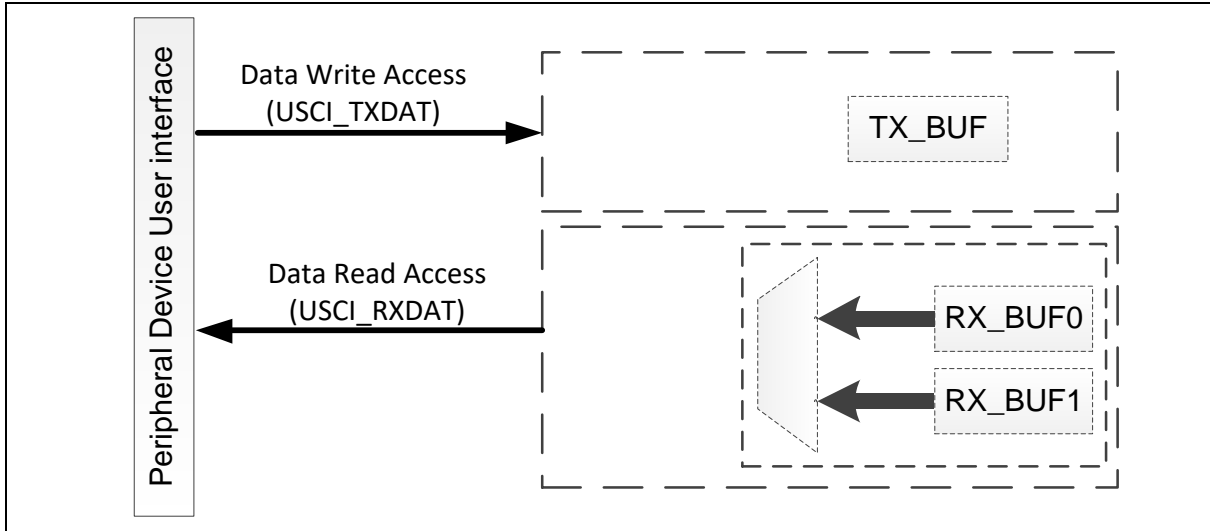 Peripheral Device User interface
Data Write Access
(USCI_TXDAT)
TX_BUF
Data Read Access
(USCI_RXDAT)
RX_BUF0
RX_BUF1